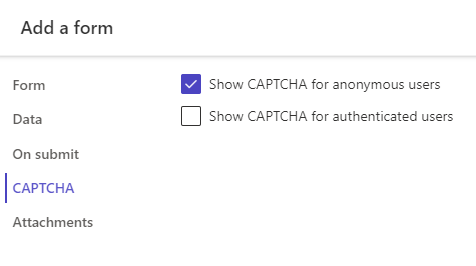 Add a form
Form
Data
On submit
CAPTCHA
Attachments
Show CAPTCHA for anonymous users
Show CAPTCHA for authenticated users